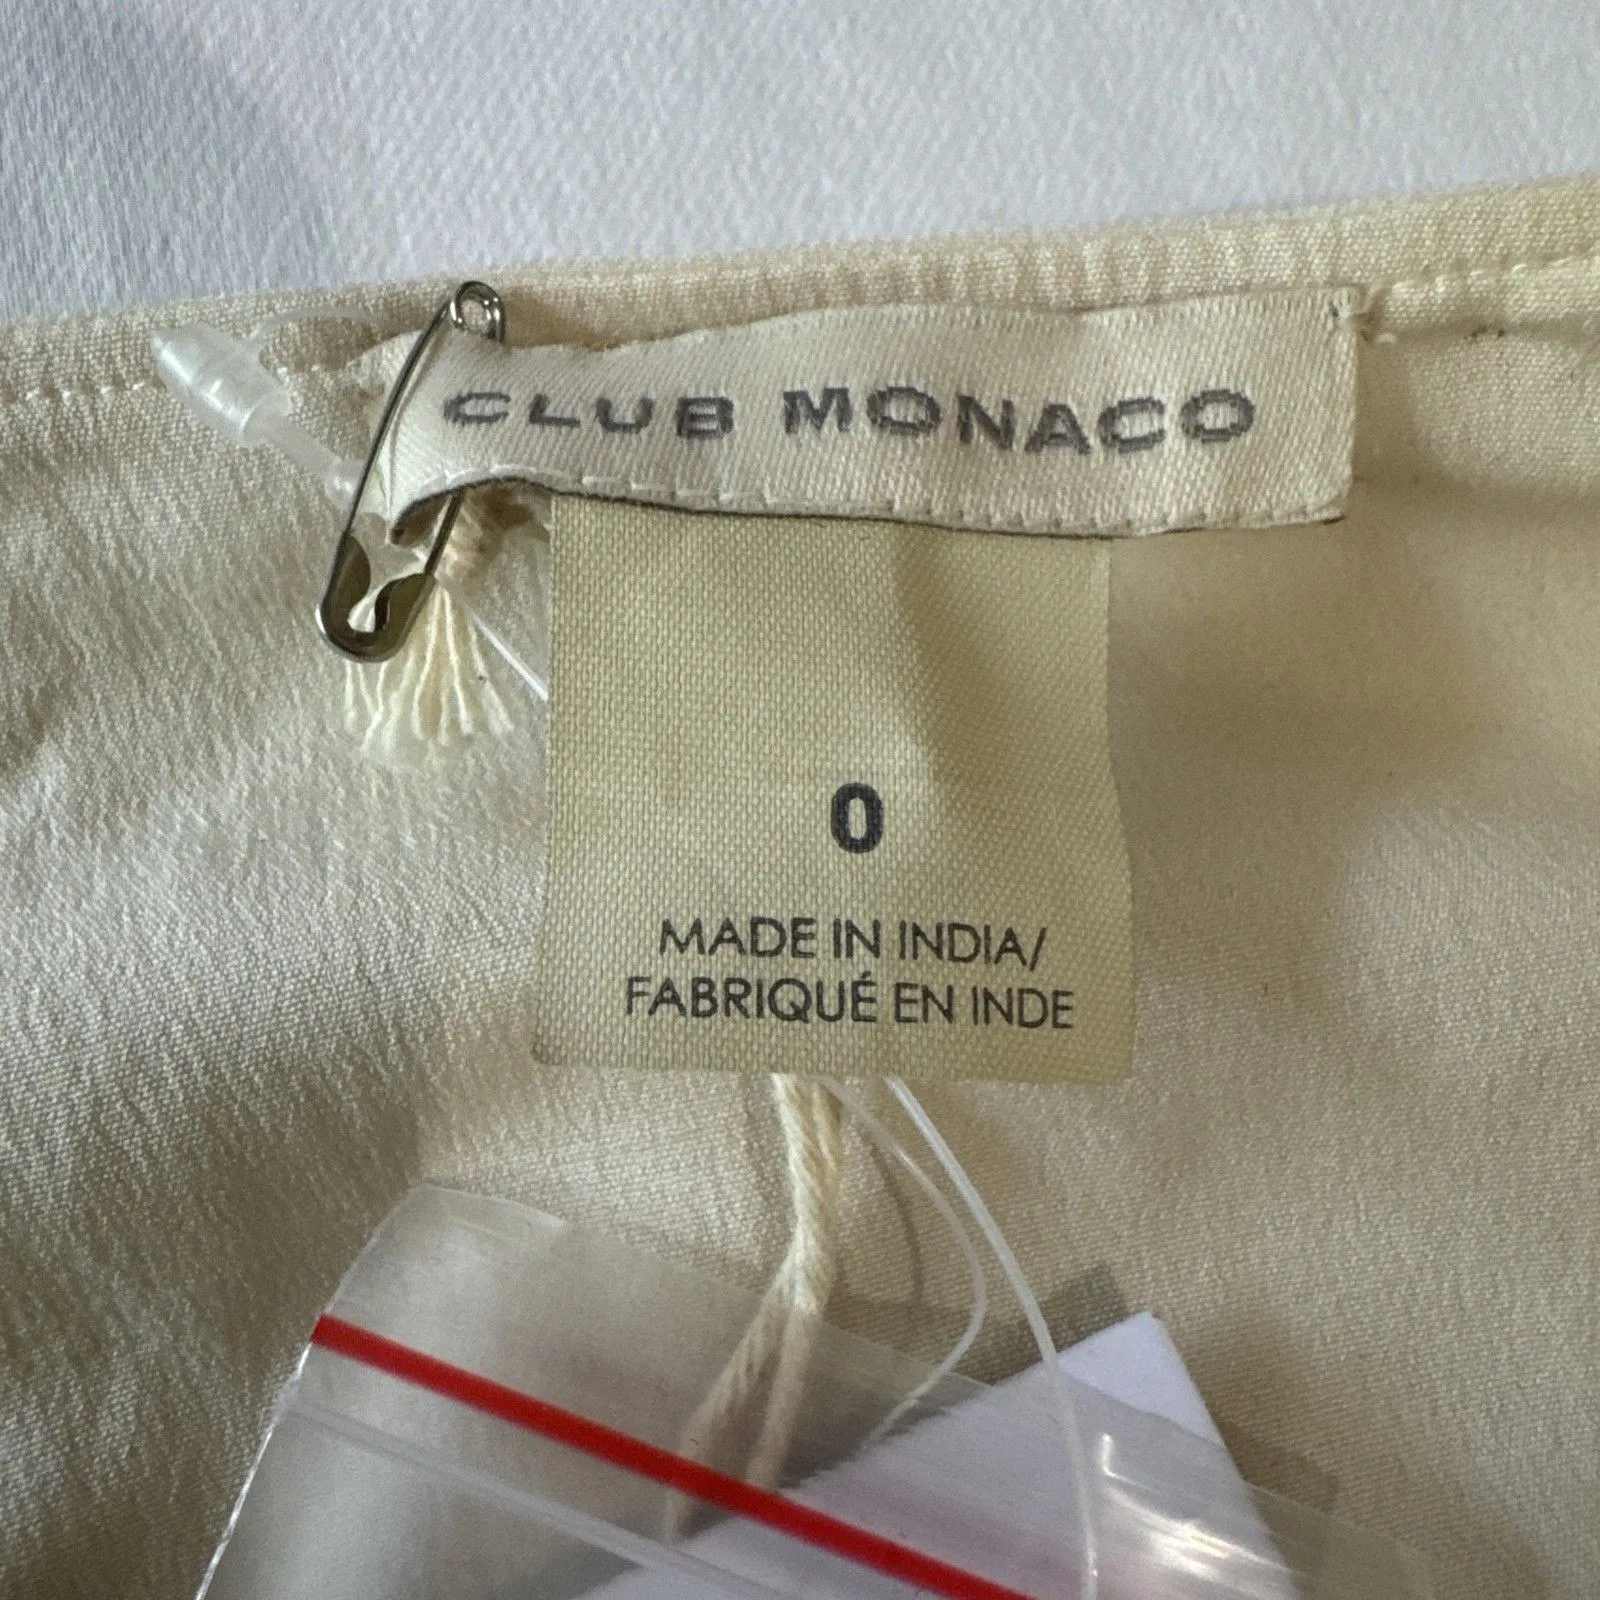 CLUB MONACO
0
MADE IN INDIA/
FABRIQUÉ EN INDE